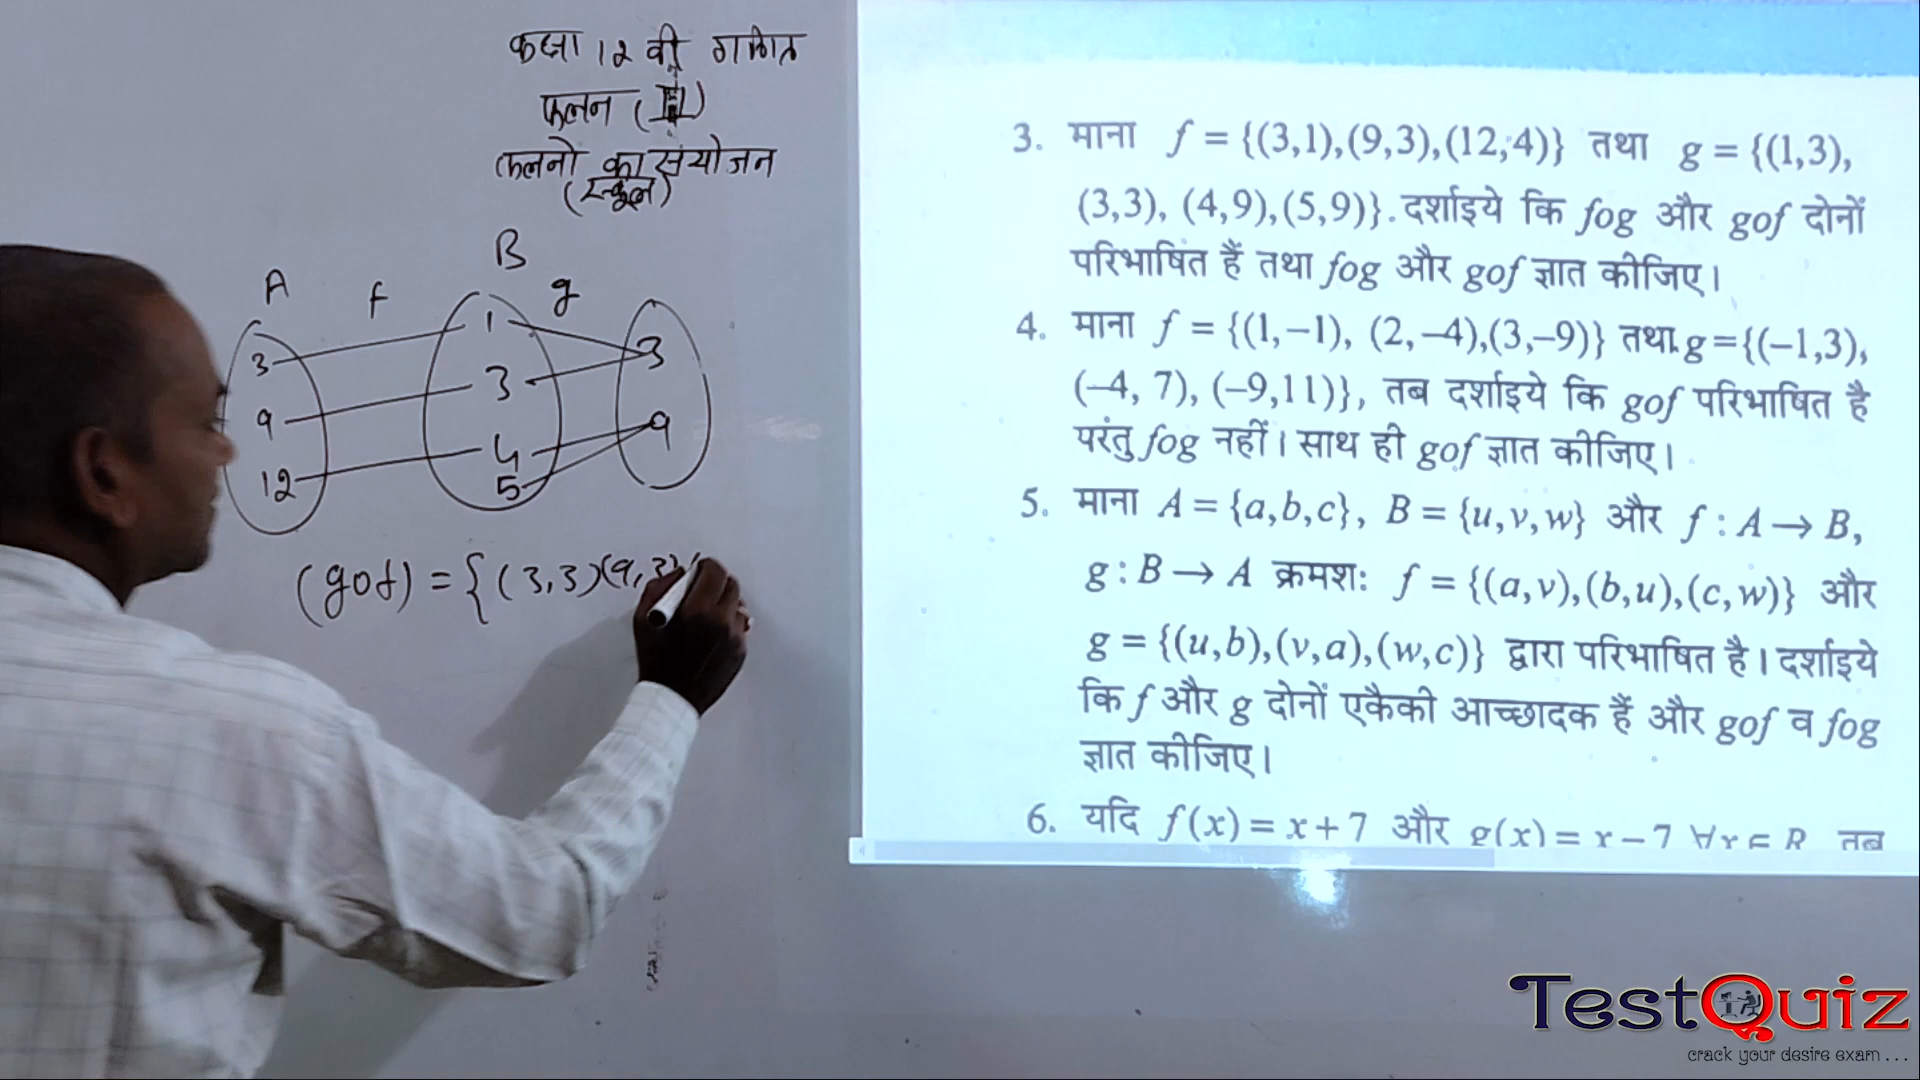 कक्षा 12 वी गणित
फलन (II)
फलनो का संयोजन
(स्कूल)
A f B g
3 1 3
9 3 9
12 4
5
(gof) = {(3,3)(9,3)(
3. माना f = {(3,1),(9,3),(12,4)} तथा g = {(1,3),
(3,3), (4,9),(5,9)}. दर्शाइये कि fog और gof दोनों
परिभाषित हैं तथा fog और gof ज्ञात कीजिए।
4. माना f = {(1,−1), (2,−4),(3,−9)} तथा g={(−1,3),
(−4, 7), (−9,11)}, तब दर्शाइये कि gof परिभाषित है
परंतु fog नहीं। साथ ही gof ज्ञात कीजिए।
5. माना A = {a,b,c}, B = {u,v,w} और f : A → B,
g : B → A क्रमशः f = {(a,v),(b,u),(c,w)} और
g = {(u,b),(v,a),(w,c)} द्वारा परिभाषित है। दर्शाइये
कि f और g दोनों एकैकी आच्छादक हैं और gof व fog
ज्ञात कीजिए।
6. यदि f(x) = x + 7 और g(x) = x − 7 ∀x ∈ R तब
TestQuiz
crack your desire exam . . .